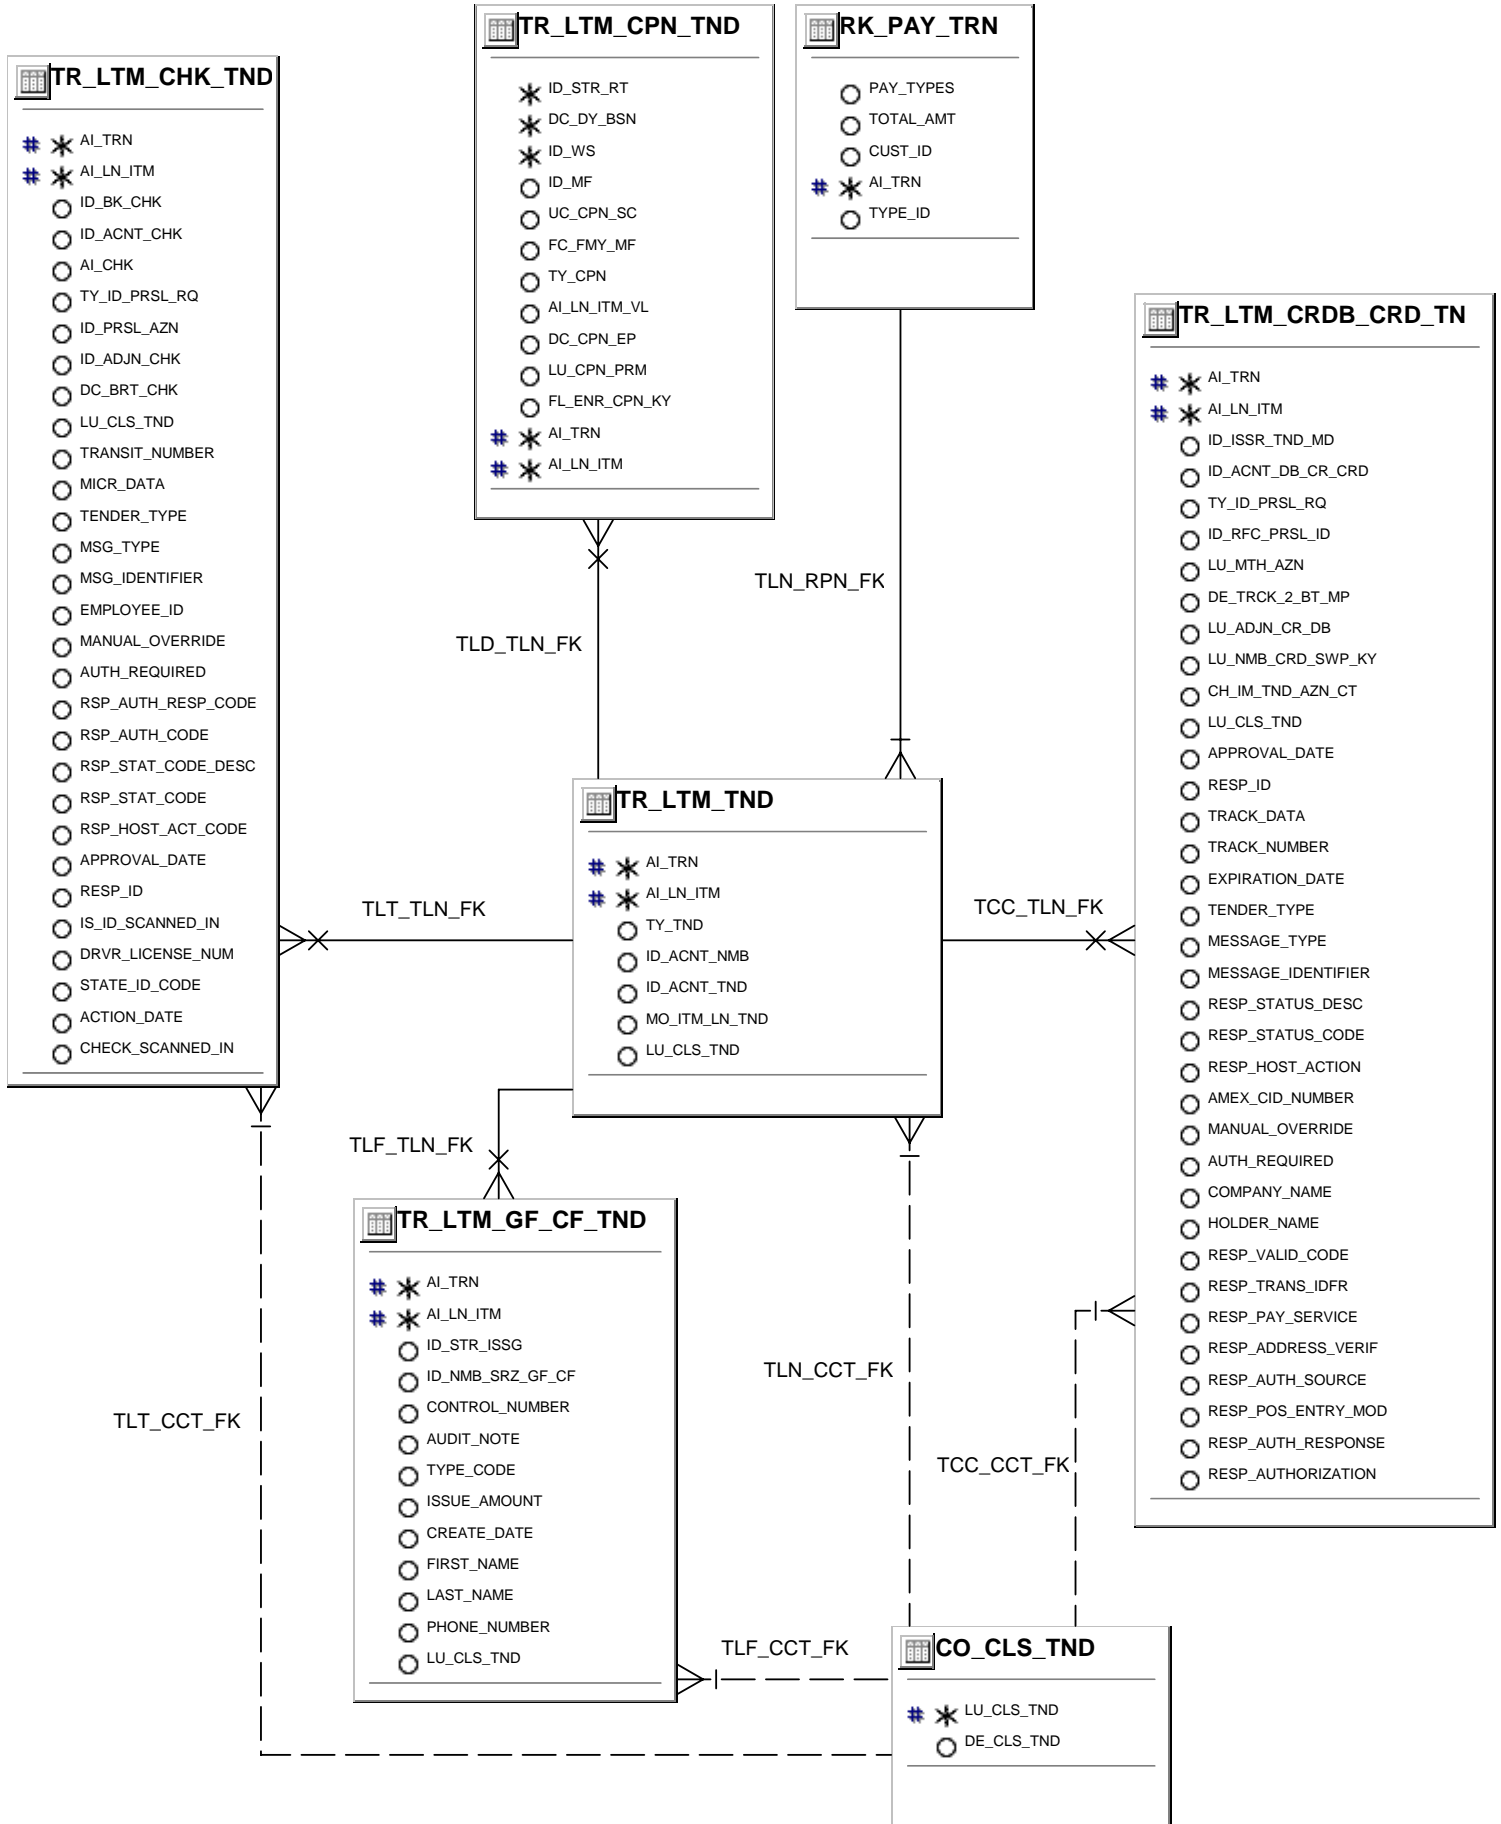 TR_LTM_CHK_TND
# AI_TRN
# AI_LN_ITM
ID_BK_CHK
ID_ACNT_CHK
AI_CHK
TY_ID_PRSL_RQ
ID_PRSL_AZN
ID_ADJN_CHK
DC_BRT_CHK
LU_CLS_TND
TRANSIT_NUMBER
MICR_DATA
TENDER_TYPE
MSG_TYPE
MSG_IDENTIFIER
EMPLOYEE_ID
MANUAL_OVERRIDE
AUTH_REQUIRED
RSP_AUTH_RESP_CODE
RSP_AUTH_CODE
RSP_STAT_CODE_DESC
RSP_STAT_CODE
RSP_HOST_ACT_CODE
APPROVAL_DATE
RESP_ID
IS_ID_SCANNED_IN
DRVR_LICENSE_NUM
STATE_ID_CODE
ACTION_DATE
CHECK_SCANNED_IN
TR_LTM_CPN_TND
ID_STR_RT
DC_DY_BSN
ID_WS
ID_MF
UC_CPN_SC
FC_FMY_MF
TY_CPN
AI_LN_ITM_VL
DC_CPN_EP
LU_CPN_PRM
FL_ENR_CPN_KY
# AI_TRN
# AI_LN_ITM
RK_PAY_TRN
PAY_TYPES
TOTAL_AMT
CUST_ID
# AI_TRN
TYPE_ID
TR_LTM_CRDB_CRD_TN
# AI_TRN
# AI_LN_ITM
ID_ISSR_TND_MD
ID_ACNT_DB_CR_CRD
TY_ID_PRSL_RQ
ID_RFC_PRSL_ID
LU_MTH_AZN
DE_TRCK_2_BT_MP
LU_ADJN_CR_DB
LU_NMB_CRD_SWP_KY
CH_IM_TND_AZN_CT
LU_CLS_TND
APPROVAL_DATE
RESP_ID
TRACK_DATA
TRACK_NUMBER
EXPIRATION_DATE
TENDER_TYPE
MESSAGE_TYPE
MESSAGE_IDENTIFIER
RESP_STATUS_DESC
RESP_STATUS_CODE
RESP_HOST_ACTION
AMEX_CID_NUMBER
MANUAL_OVERRIDE
AUTH_REQUIRED
COMPANY_NAME
HOLDER_NAME
RESP_VALID_CODE
RESP_TRANS_IDFR
RESP_PAY_SERVICE
RESP_ADDRESS_VERIF
RESP_AUTH_SOURCE
RESP_POS_ENTRY_MOD
RESP_AUTH_RESPONSE
RESP_AUTHORIZATION
TLN_RPN_FK
TLD_TLN_FK
TR_LTM_TND
# AI_TRN
# AI_LN_ITM
TY_TND
ID_ACNT_NMB
ID_ACNT_TND
MO_ITM_LN_TND
LU_CLS_TND
TLT_TLN_FK
TCC_TLN_FK
TLF_TLN_FK
TR_LTM_GF_CF_TND
# AI_TRN
# AI_LN_ITM
ID_STR_ISSG
ID_NMB_SRZ_GF_CF
CONTROL_NUMBER
AUDIT_NOTE
TYPE_CODE
ISSUE_AMOUNT
CREATE_DATE
FIRST_NAME
LAST_NAME
PHONE_NUMBER
LU_CLS_TND
TLN_CCT_FK
TLT_CCT_FK
TCC_CCT_FK
TLF_CCT_FK
CO_CLS_TND
# LU_CLS_TND
DE_CLS_TND